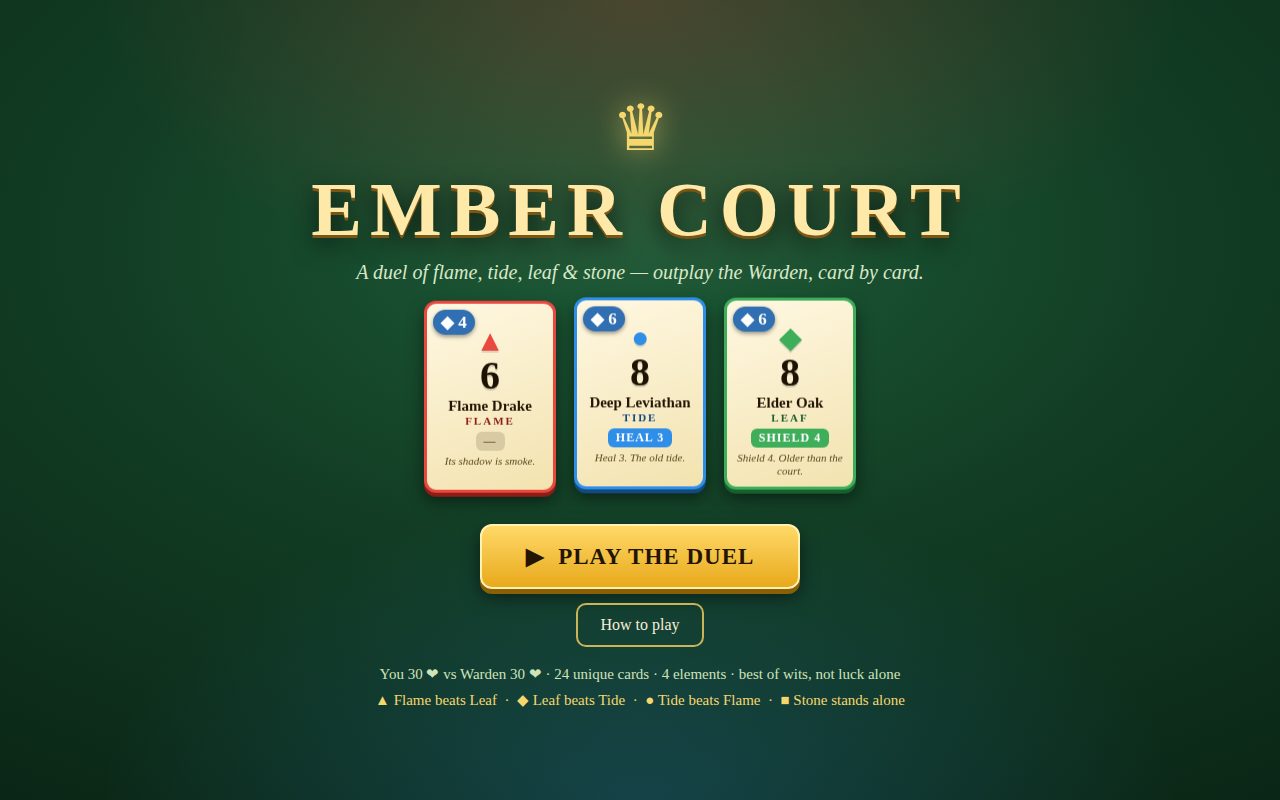 EMBER COURT
A duel of flame, tide, leaf & stone — outplay the Warden, card by card.
◆ 4
▲
6
Flame Drake
FLAME
—
Its shadow is smoke.
◆ 6
●
8
Deep Leviathan
TIDE
HEAL 3
Heal 3. The old tide.
◆ 6
◆
8
Elder Oak
LEAF
SHIELD 4
Shield 4. Older than the
court.
▶ PLAY THE DUEL
How to play
You 30 ❤ vs Warden 30 ❤ · 24 unique cards · 4 elements · best of wits, not luck alone
▲ Flame beats Leaf · ◆ Leaf beats Tide · ● Tide beats Flame · ■ Stone stands alone